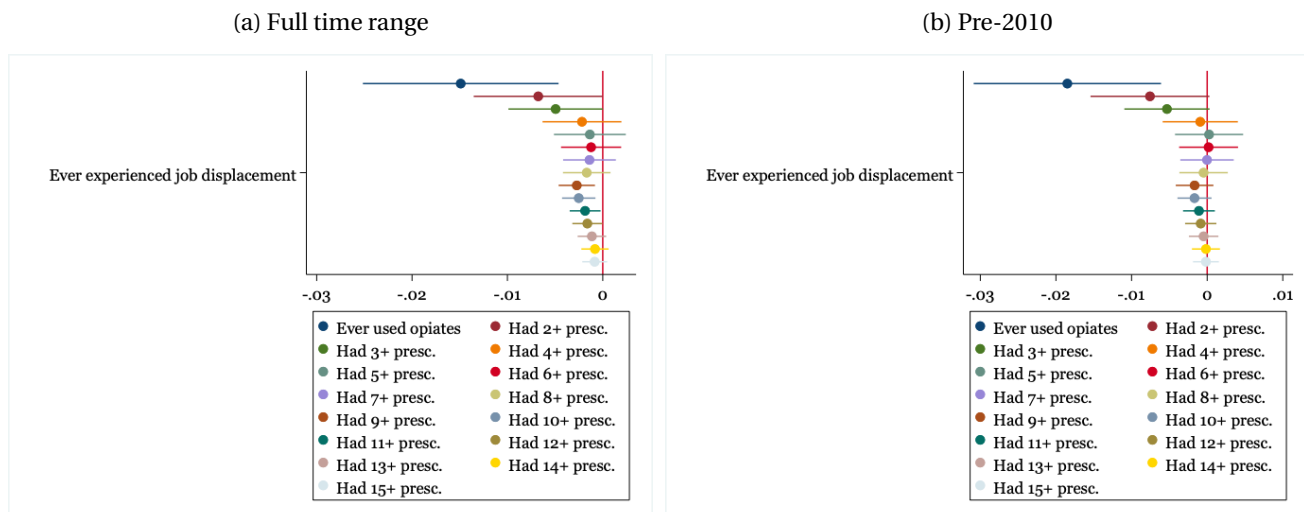 (a) Full time range
Ever experienced job displacement
-.03 -.02 -.01 0
Ever used opiates Had 2+ presc.
Had 3+ presc. Had 4+ presc.
Had 5+ presc. Had 6+ presc.
Had 7+ presc. Had 8+ presc.
Had 9+ presc. Had 10+ presc.
Had 11+ presc. Had 12+ presc.
Had 13+ presc. Had 14+ presc.
Had 15+ presc.
(b) Pre-2010
Ever experienced job displacement
-.03 -.02 -.01 0 .01
Ever used opiates Had 2+ presc.
Had 3+ presc. Had 4+ presc.
Had 5+ presc. Had 6+ presc.
Had 7+ presc. Had 8+ presc.
Had 9+ presc. Had 10+ presc.
Had 11+ presc. Had 12+ presc.
Had 13+ presc. Had 14+ presc.
Had 15+ presc.